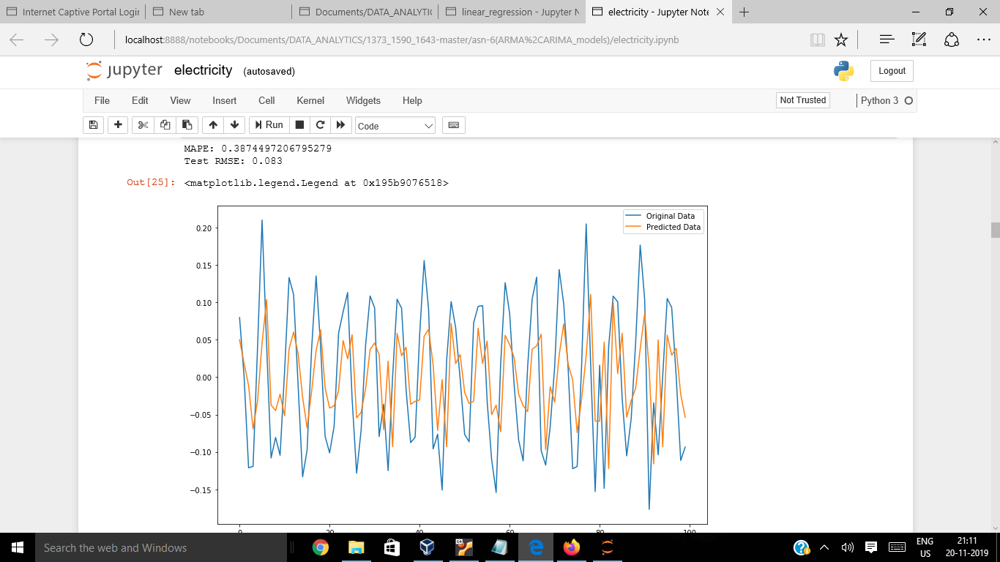 Internet Captive Portal Login
New tab
Documents/DATA_ANALYTIC
linear_regression - Jupyter N
electricity - Jupyter Note
localhost:8888/notebooks/Documents/DATA_ANALYTICS/1373_1590_1643-master/asn-6(ARMA%2CARIMA_models)/electricity.ipynb
jupyter electricity (autosaved)
Logout
File Edit View Insert Cell Kernel Widgets Help
Not Trusted
Python 3
Run
Code
MAPE: 0.3874497206795279
Test RMSE: 0.083
Out[25]: <matplotlib.legend.Legend at 0x195b9076518>
Original Data
Predicted Data
0.20
0.15
0.10
0.05
0.00
−0.05
−0.10
−0.15
0 20 40 60 80 100
Search the web and Windows
64
ENG
US
21:11
20-11-2019